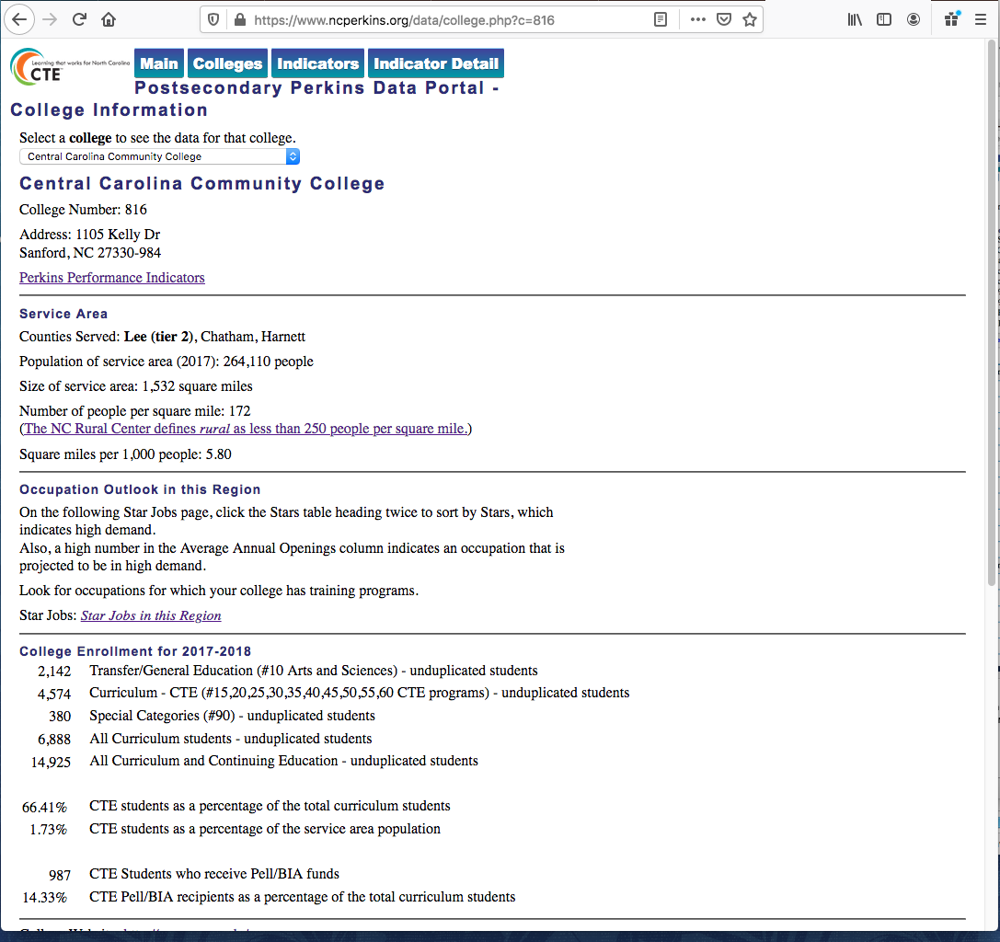 https://www.ncperkins.org/data/college.php?c=816
Learning that works for North Carolina
CTE
Main Colleges Indicators Indicator Detail
Postsecondary Perkins Data Portal -
College Information
Select a college to see the data for that college.
Central Carolina Community College
Central Carolina Community College
College Number: 816
Address: 1105 Kelly Dr
Sanford, NC 27330-984
Perkins Performance Indicators
Service Area
Counties Served: Lee (tier 2), Chatham, Harnett
Population of service area (2017): 264,110 people
Size of service area: 1,532 square miles
Number of people per square mile: 172
(The NC Rural Center defines rural as less than 250 people per square mile.)
Square miles per 1,000 people: 5.80
Occupation Outlook in this Region
On the following Star Jobs page, click the Stars table heading twice to sort by Stars, which
indicates high demand.
Also, a high number in the Average Annual Openings column indicates an occupation that is
projected to be in high demand.
Look for occupations for which your college has training programs.
Star Jobs: Star Jobs in this Region
College Enrollment for 2017-2018
2,142 Transfer/General Education (#10 Arts and Sciences) - unduplicated students
4,574 Curriculum - CTE (#15,20,25,30,35,40,45,50,55,60 CTE programs) - unduplicated students
380 Special Categories (#90) - unduplicated students
6,888 All Curriculum students - unduplicated students
14,925 All Curriculum and Continuing Education - unduplicated students
66.41% CTE students as a percentage of the total curriculum students
1.73% CTE students as a percentage of the service area population
987 CTE Students who receive Pell/BIA funds
14.33% CTE Pell/BIA recipients as a percentage of the total curriculum students